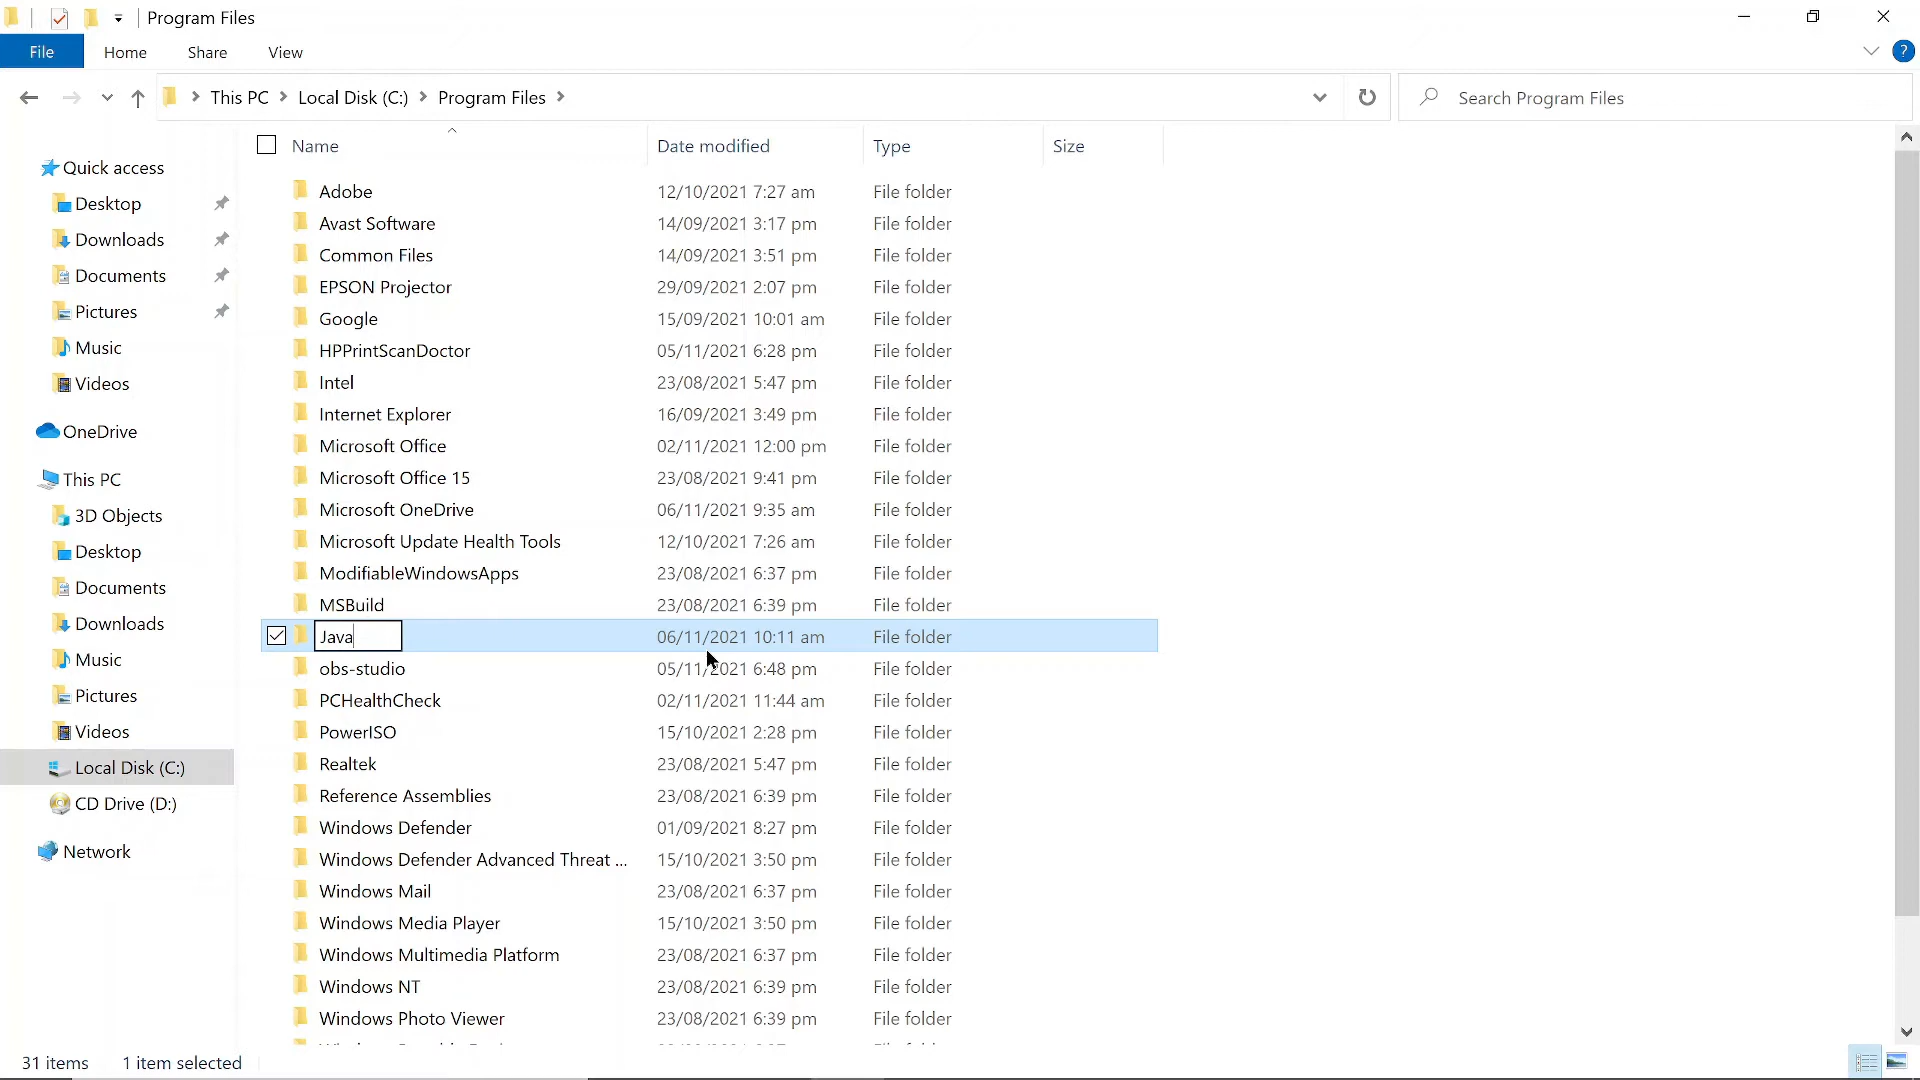 Program Files
File Home Share View
This PC Local Disk (C:) Program Files
Search Program Files
Name Date modified Type Size
Quick access
Desktop
Downloads
Documents
Pictures
Music
Videos
OneDrive
This PC
3D Objects
Desktop
Documents
Downloads
Music
Pictures
Videos
Local Disk (C:)
CD Drive (D:)
Network
Adobe 12/10/2021 7:27 am File folder
Avast Software 14/09/2021 3:17 pm File folder
Common Files 14/09/2021 3:51 pm File folder
EPSON Projector 29/09/2021 2:07 pm File folder
Google 15/09/2021 10:01 am File folder
HPPrintScanDoctor 05/11/2021 6:28 pm File folder
Intel 23/08/2021 5:47 pm File folder
Internet Explorer 16/09/2021 3:49 pm File folder
Microsoft Office 02/11/2021 12:00 pm File folder
Microsoft Office 15 23/08/2021 9:41 pm File folder
Microsoft OneDrive 06/11/2021 9:35 am File folder
Microsoft Update Health Tools 12/10/2021 7:26 am File folder
ModifiableWindowsApps 23/08/2021 6:37 pm File folder
MSBuild 23/08/2021 6:39 pm File folder
Java 06/11/2021 10:11 am File folder
obs-studio 05/11/2021 6:48 pm File folder
PCHealthCheck 02/11/2021 11:44 am File folder
PowerISO 15/10/2021 2:28 pm File folder
Realtek 23/08/2021 5:47 pm File folder
Reference Assemblies 23/08/2021 6:39 pm File folder
Windows Defender 01/09/2021 8:27 pm File folder
Windows Defender Advanced Threat ... 15/10/2021 3:50 pm File folder
Windows Mail 23/08/2021 6:37 pm File folder
Windows Media Player 15/10/2021 3:50 pm File folder
Windows Multimedia Platform 23/08/2021 6:37 pm File folder
Windows NT 23/08/2021 6:39 pm File folder
Windows Photo Viewer 23/08/2021 6:39 pm File folder
31 items 1 item selected